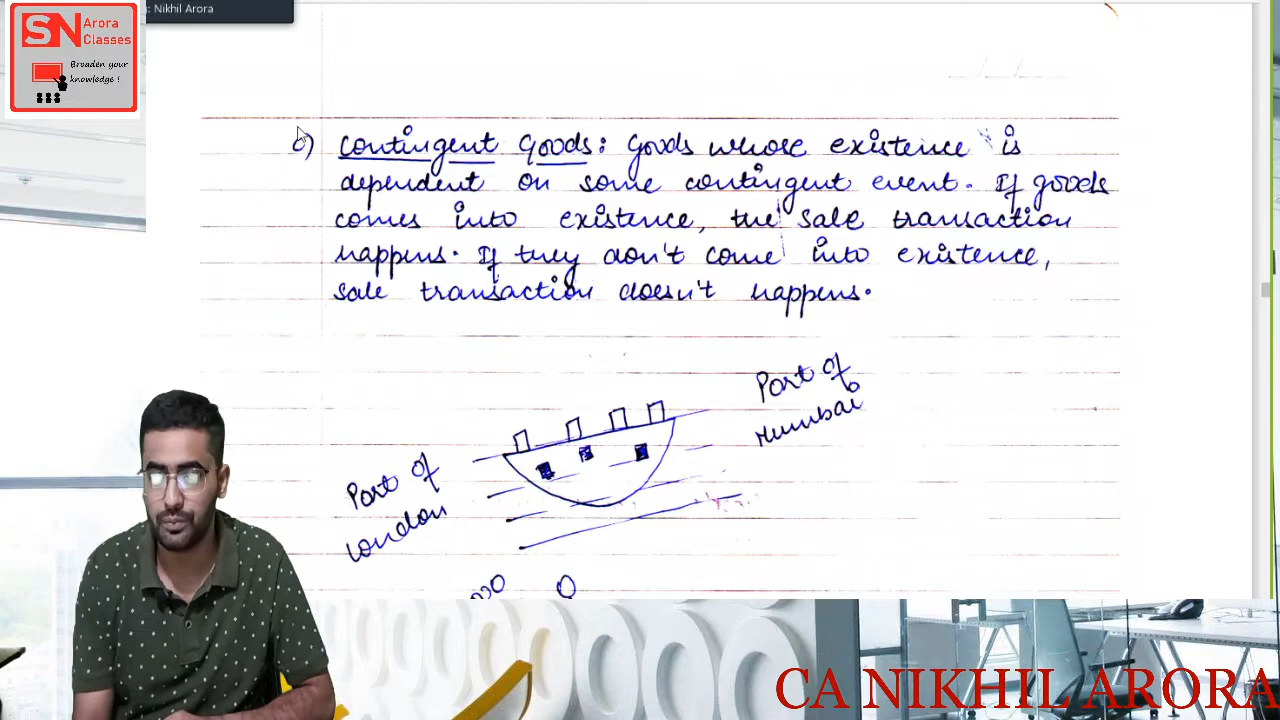 : Nikhil Arora
SN Arora Classes
Broaden your
knowledge !
c) Contingent Goods: Goods whose existence is
dependent on some contingent event. If goods
comes into existence, the sale transaction
happens. If they don't come into existence,
sale transaction doesn't happens.
Port of
Mumbai
Port of
London
CA NIKHIL ARORA